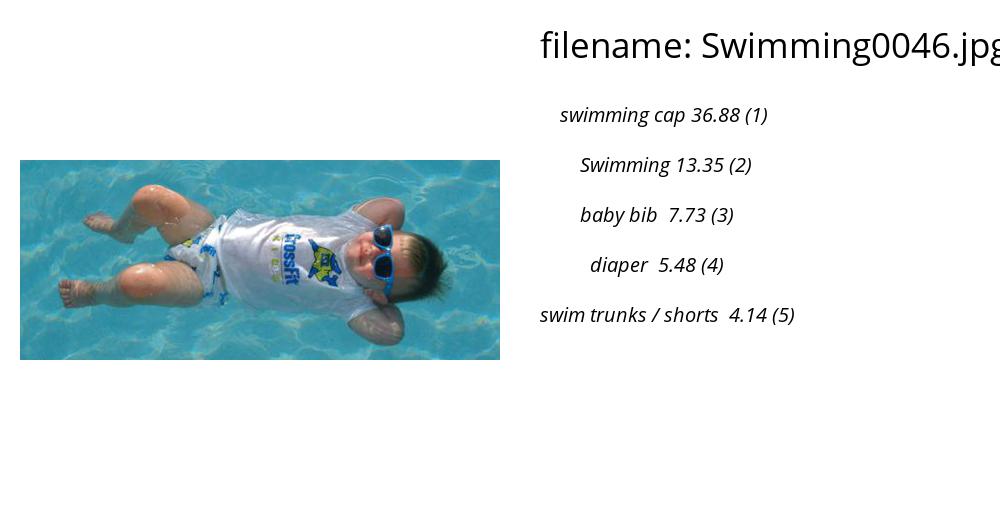 filename: Swimming0046.jpg
swimming cap 36.88 (1)
Swimming 13.35 (2)
baby bib 7.73 (3)
diaper 5.48 (4)
swim trunks / shorts 4.14 (5)
CrossFit
KIDS